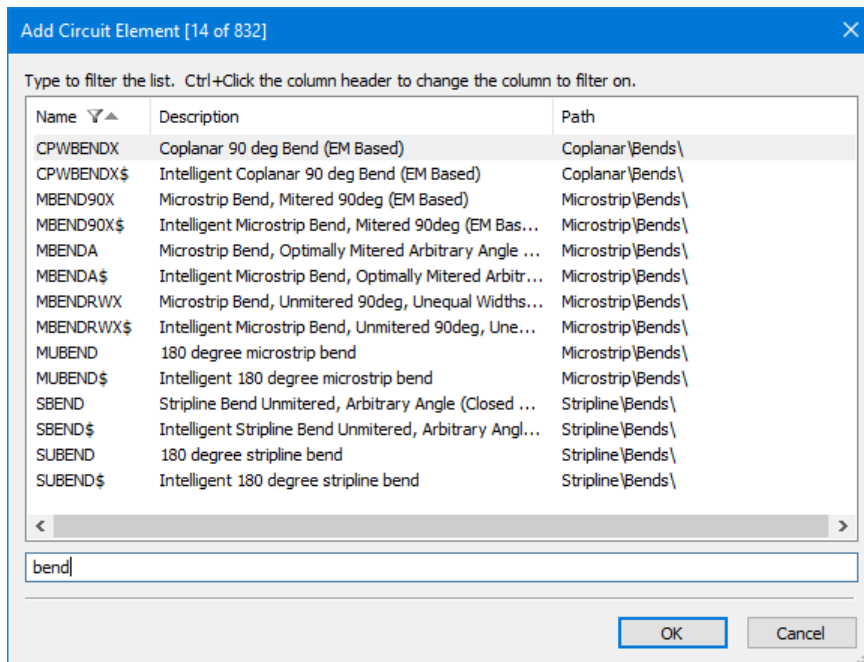 Add Circuit Element [14 of 832]
Type to filter the list.  Ctrl+Click the column header to change the column to filter on.
Name Description Path
CPWBENDX Coplanar 90 deg Bend (EM Based) Coplanar\Bends\
CPWBENDX$ Intelligent Coplanar 90 deg Bend (EM Based) Coplanar\Bends\
MBEND90X Microstrip Bend, Mitered 90deg (EM Based) Microstrip\Bends\
MBEND90X$ Intelligent Microstrip Bend, Mitered 90deg (EM Bas... Microstrip\Bends\
MBENDA Microstrip Bend, Optimally Mitered Arbitrary Angle ... Microstrip\Bends\
MBENDA$ Intelligent Microstrip Bend, Optimally Mitered Arbitr... Microstrip\Bends\
MBENDRWX Microstrip Bend, Unmitered 90deg, Unequal Widths... Microstrip\Bends\
MBENDRWX$ Intelligent Microstrip Bend, Unmitered 90deg, Une... Microstrip\Bends\
MUBEND 180 degree microstrip bend Microstrip\Bends\
MUBEND$ Intelligent 180 degree microstrip bend Microstrip\Bends\
SBEND Stripline Bend Unmitered, Arbitrary Angle (Closed ... Stripline\Bends\
SBEND$ Intelligent Stripline Bend Unmitered, Arbitrary Angl... Stripline\Bends\
SUBEND 180 degree stripline bend Stripline\Bends\
SUBEND$ Intelligent 180 degree stripline bend Stripline\Bends\
bend
OK Cancel